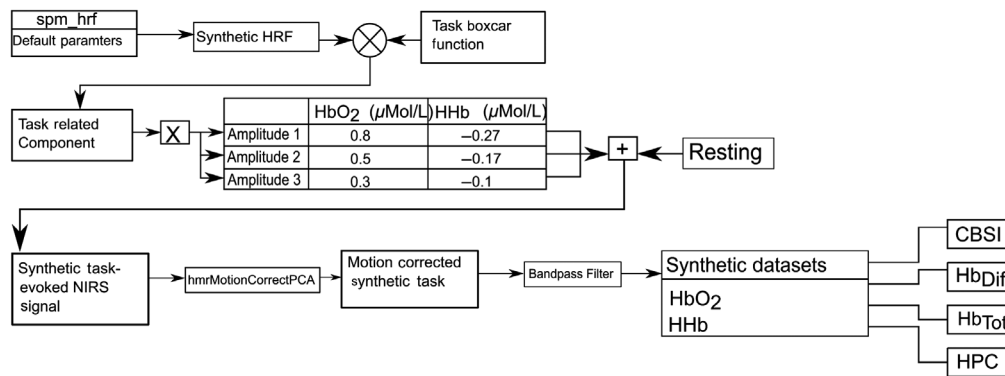 spm_hrf
Default paramters
Synthetic HRF
Task boxcar
function
Task related
Component
X
HbO2 (µMol/L) HHb (µMol/L)
Amplitude 1 0.8 –0.27
Amplitude 2 0.5 –0.17
Amplitude 3 0.3 –0.1
+
Resting
Synthetic task-
evoked NIRS
signal
hmrMotionCorrectPCA
Motion corrected
synthetic task
Bandpass Filter
Synthetic datasets
HbO2
HHb
CBSI
HbDif
HbTot
HPC